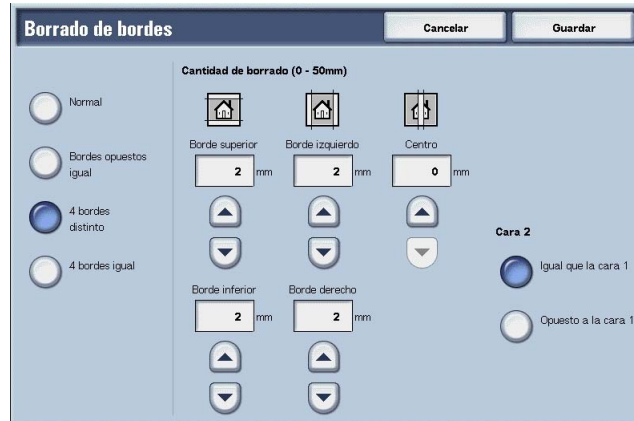 Borrado de bordes
Cancelar
Guardar
Normal
Bordes opuestos
igual
4 bordes
distinto
4 bordes igual
Cantidad de borrado (0 - 50mm)
Borde superior
2 mm
Borde izquierdo
2 mm
Centro
0 mm
Borde inferior
2 mm
Borde derecho
2 mm
Cara 2
Igual que la cara 1
Opuesto a la cara 1